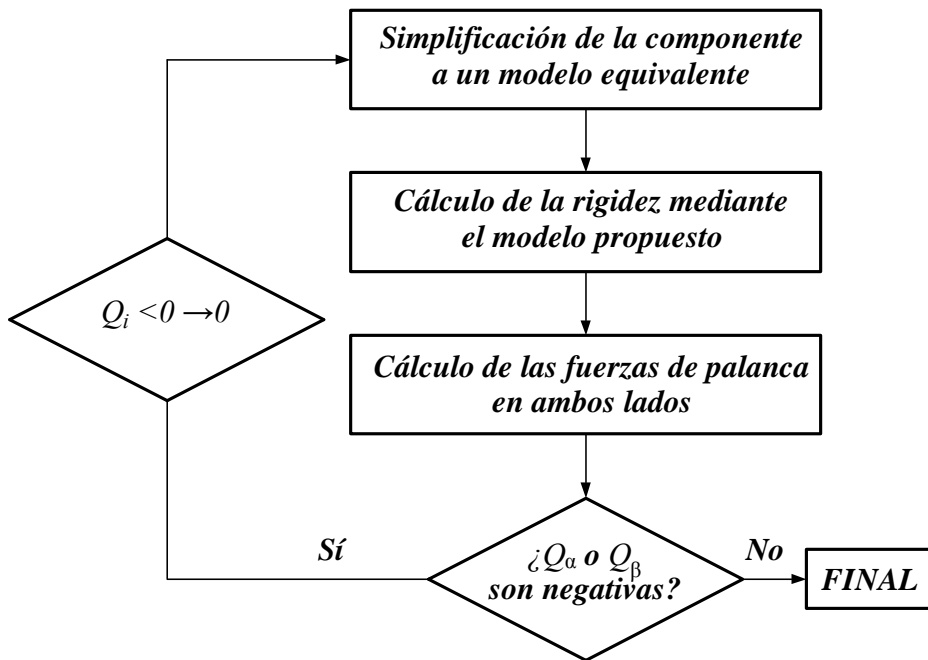 Simplificación de la componente
a un modelo equivalente
Cálculo de la rigidez mediante
el modelo propuesto
Q_i <0 →0
Cálculo de las fuerzas de palanca
en ambos lados
Sí
¿Q_α o Q_β
son negativas?
No
FINAL